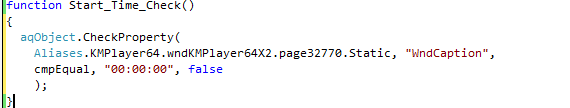 function Start_Time_Check()
{
aqObject.CheckProperty(
Aliases.KMPlayer64.wndKMPlayer64X2.page32770.Static, "WndCaption",
cmpEqual, "00:00:00", false
);
}